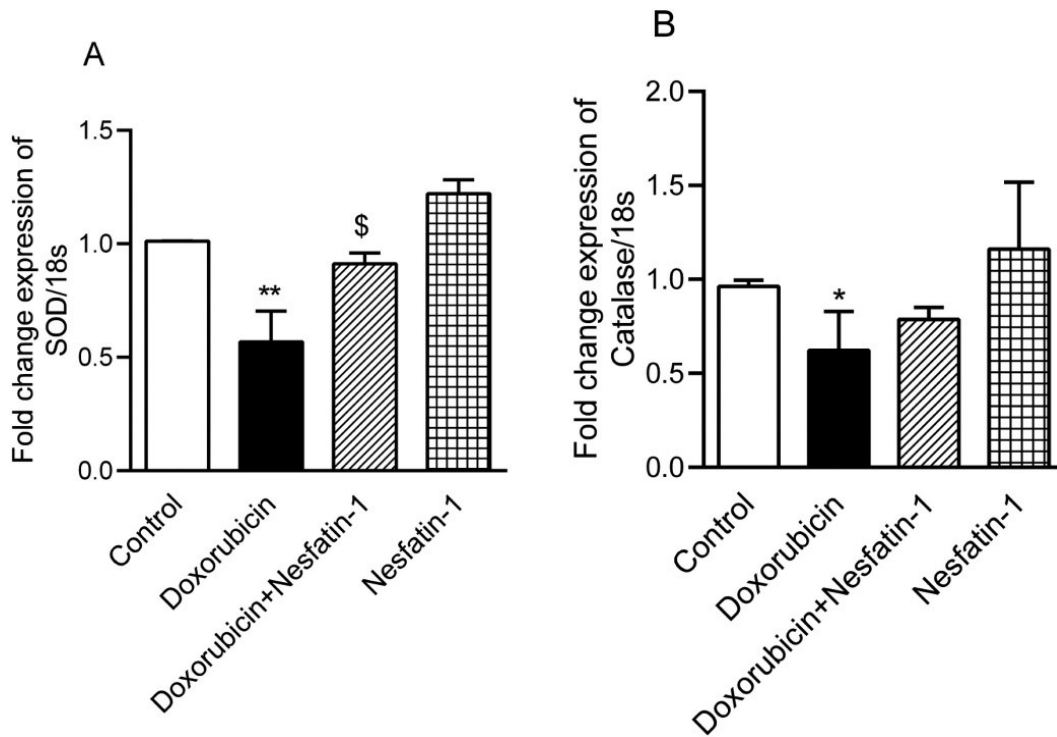 A
Fold change expression of
SOD/18s
1.5
1.0
0.5
0.0
**
$
Control
Doxorubicin
Doxorubicin+Nesfatin-1
Nesfatin-1
B
Fold change expression of
Catalase/18s
2.0
1.5
1.0
0.5
0.0
*
Control
Doxorubicin
Doxorubicin+Nesfatin-1
Nesfatin-1